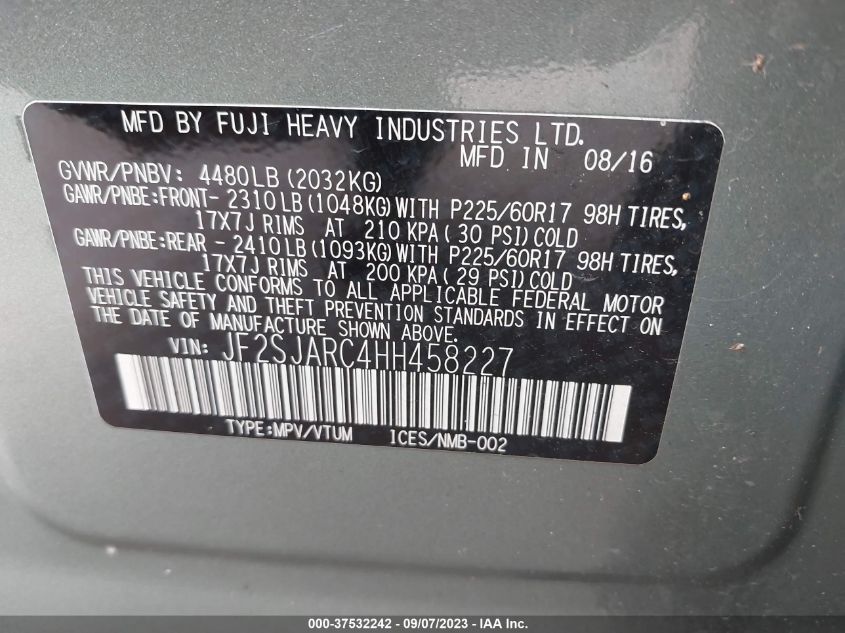 MFD BY FUJI HEAVY INDUSTRIES LTD.
MFD IN 08/16
GVWR/PNBV: 4480LB(2032KG)
GAWR/PNBE:FRONT- 2310LB(1048KG)WITH P225/60R17 98H TIRES,
17X7J RIMS AT 210 KPA(30 PSI)COLD
GAWR/PNBE:REAR - 2410LB(1093KG)WITH P225/60R17 98H TIRES,
17X7J RIMS AT 200 KPA(29 PSI)COLD
THIS VEHICLE CONFORMS TO ALL APPLICABLE FEDERAL MOTOR
VEHICLE SAFETY AND THEFT PREVENTION STANDARDS IN EFFECT ON
THE DATE OF MANUFACTURE SHOWN ABOVE.
VIN: JF2SJARC4HH458227
TYPE:MPV/VTUM ICES/NMB-002
000-37532242 - 09/07/2023 - IAA Inc.